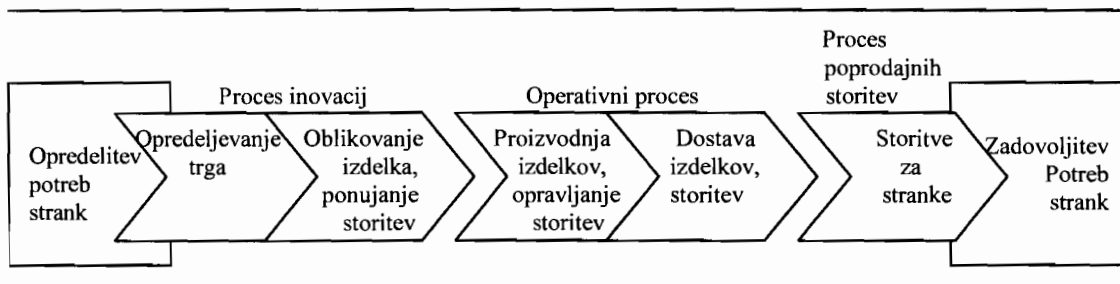 Proces
poprodajnih
storitev
Proces inovacij
Operativni proces
Opredelitev
potreb
strank
Opredeljevanje
trga
Oblikovanje
izdelka,
ponujanje
storitev
Proizvodnja
izdelkov,
opravljanje
storitev
Dostava
izdelkov,
storitev
Storitve
za
stranke
Zadovoljitev
Potreb
strank